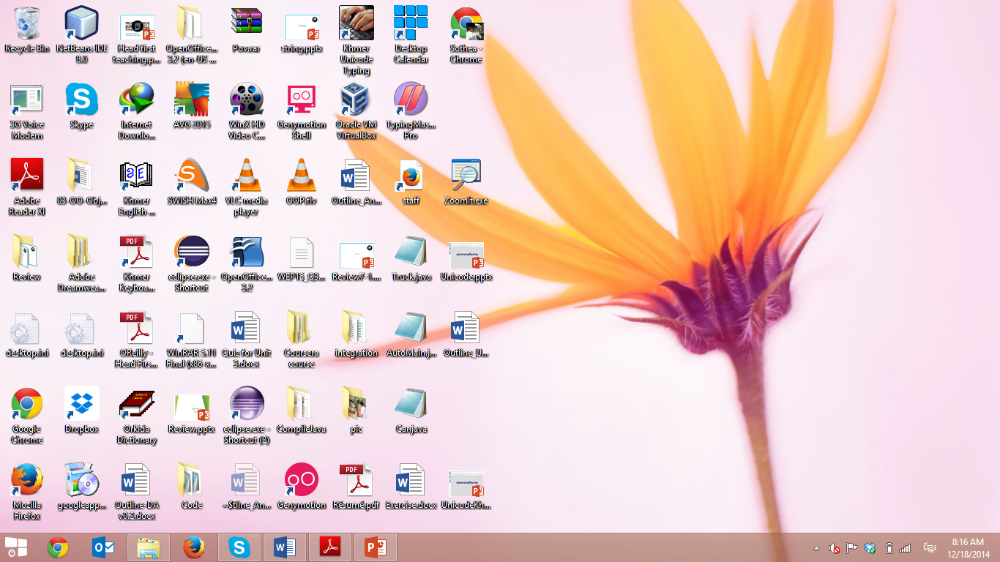 Recycle Bin
NetBeans IDE
8.0
Head first
teaching.p...
OpenOffice...
3.2 (en-US ...
Pov.rar
string.pptx
Khmer
Unicode
Typing
Desktop
Calendar
Sothea -
Chrome
3G Voice
Modem
Skype
Internet
Downlo...
AVG 2015
WinX HD
Video C...
Genymotion
Shell
Oracle VM
VirtualBox
TypingMas...
Pro
Adobe
Reader XI
03-OO-Obj...
Khmer
English ...
SWiSH Max4
VLC media
player
OOP.flv
Outline_An...
staff
ZoomIt.exe
Review
Adobe
Dreamwea...
PDF
Khmer
Keyboa...
eclipse.exe -
Shortcut
OpenOffice...
3.2
WEP15_Q3...
Review7-1....
Truck.java
Unicode.pptx
desktop.ini
desktop.ini
PDF
OReilly -
Head Firs...
WinRAR 5.11
Final (x86-x...
Quiz for Unit
3.docx
Coursera
course
integration
AutoMain.j...
Outline_U...
Google
Chrome
Dropbox
Orkida
Dictionary
Review.pptx
eclipse.exe -
Shortcut (2)
CompileJava
pic
Car.java
Mozilla
Firefox
googleapp...
Outline-DA
v0.2.docx
Code
~$tline_An...
Genymotion
PDF
Résumé.pdf
Exercise.docx
UnicodeKh...
8:16 AM
12/18/2014